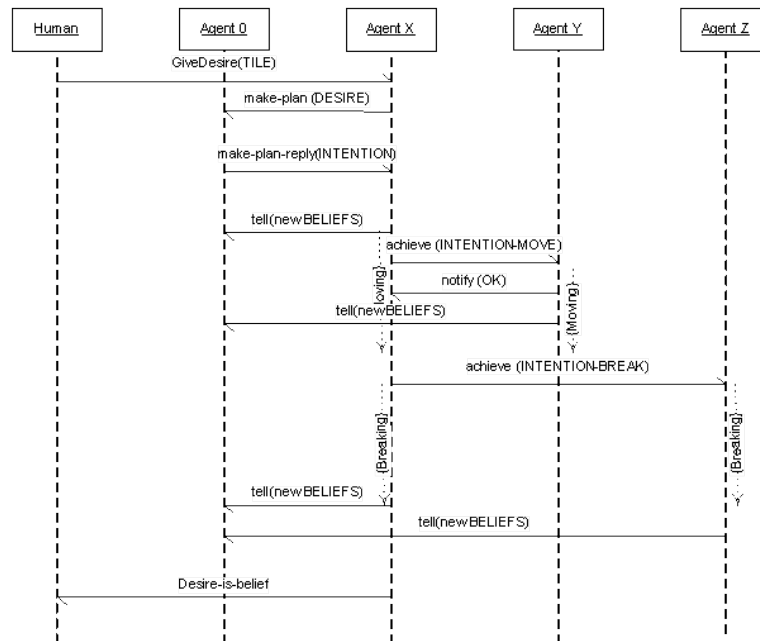 Human
Agent 0
Agent X
Agent Y
Agent Z
GiveDesire(TILE)
make-plan (DESIRE)
make-plan-reply(INTENTION)
tell(newBELIEFS)
achieve (INTENTION-MOVE)
notify (OK)
{Moving}
tell(newBELIEFS)
achieve (INTENTION-BREAK)
{Breaking}
{Breaking}
tell(newBELIEFS)
tell(newBELIEFS)
Desire-is-belief